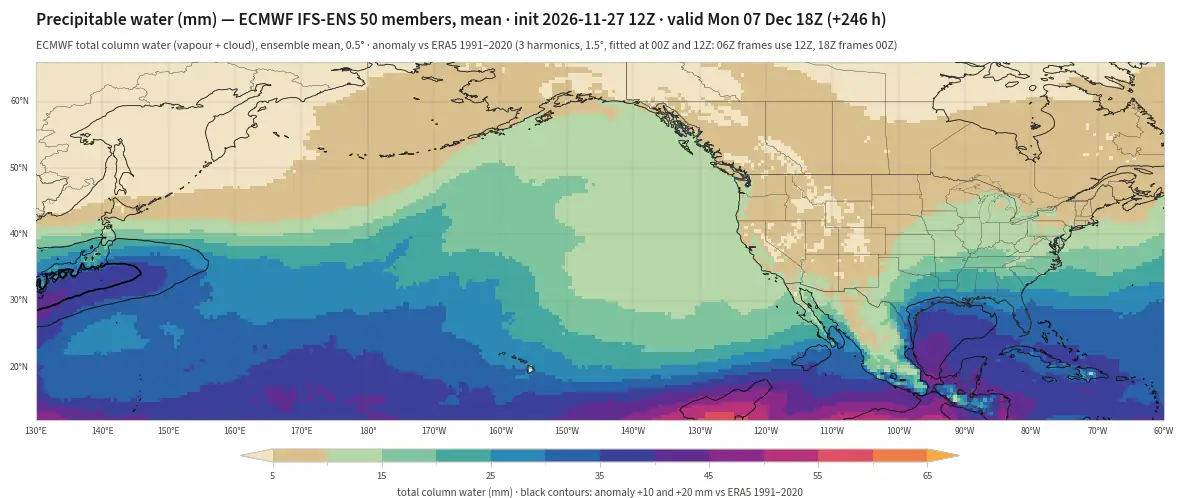 Precipitable water (mm) — ECMWF IFS-ENS 50 members, mean · init 2026-11-27 12Z · valid Mon 07 Dec 18Z (+246 h)
ECMWF total column water (vapour + cloud), ensemble mean, 0.5° · anomaly vs ERA5 1991–2020 (3 harmonics, 1.5°, fitted at 00Z and 12Z: 06Z frames use 12Z, 18Z frames 00Z)
60°N
50°N
40°N
30°N
20°N
130°E 140°E 150°E 160°E 170°E 180° 170°W 160°W 150°W 140°W 130°W 120°W 110°W 100°W 90°W 80°W 70°W 60°W
5 15 25 35 45 55 65
total column water (mm) · black contours: anomaly +10 and +20 mm vs ERA5 1991–2020